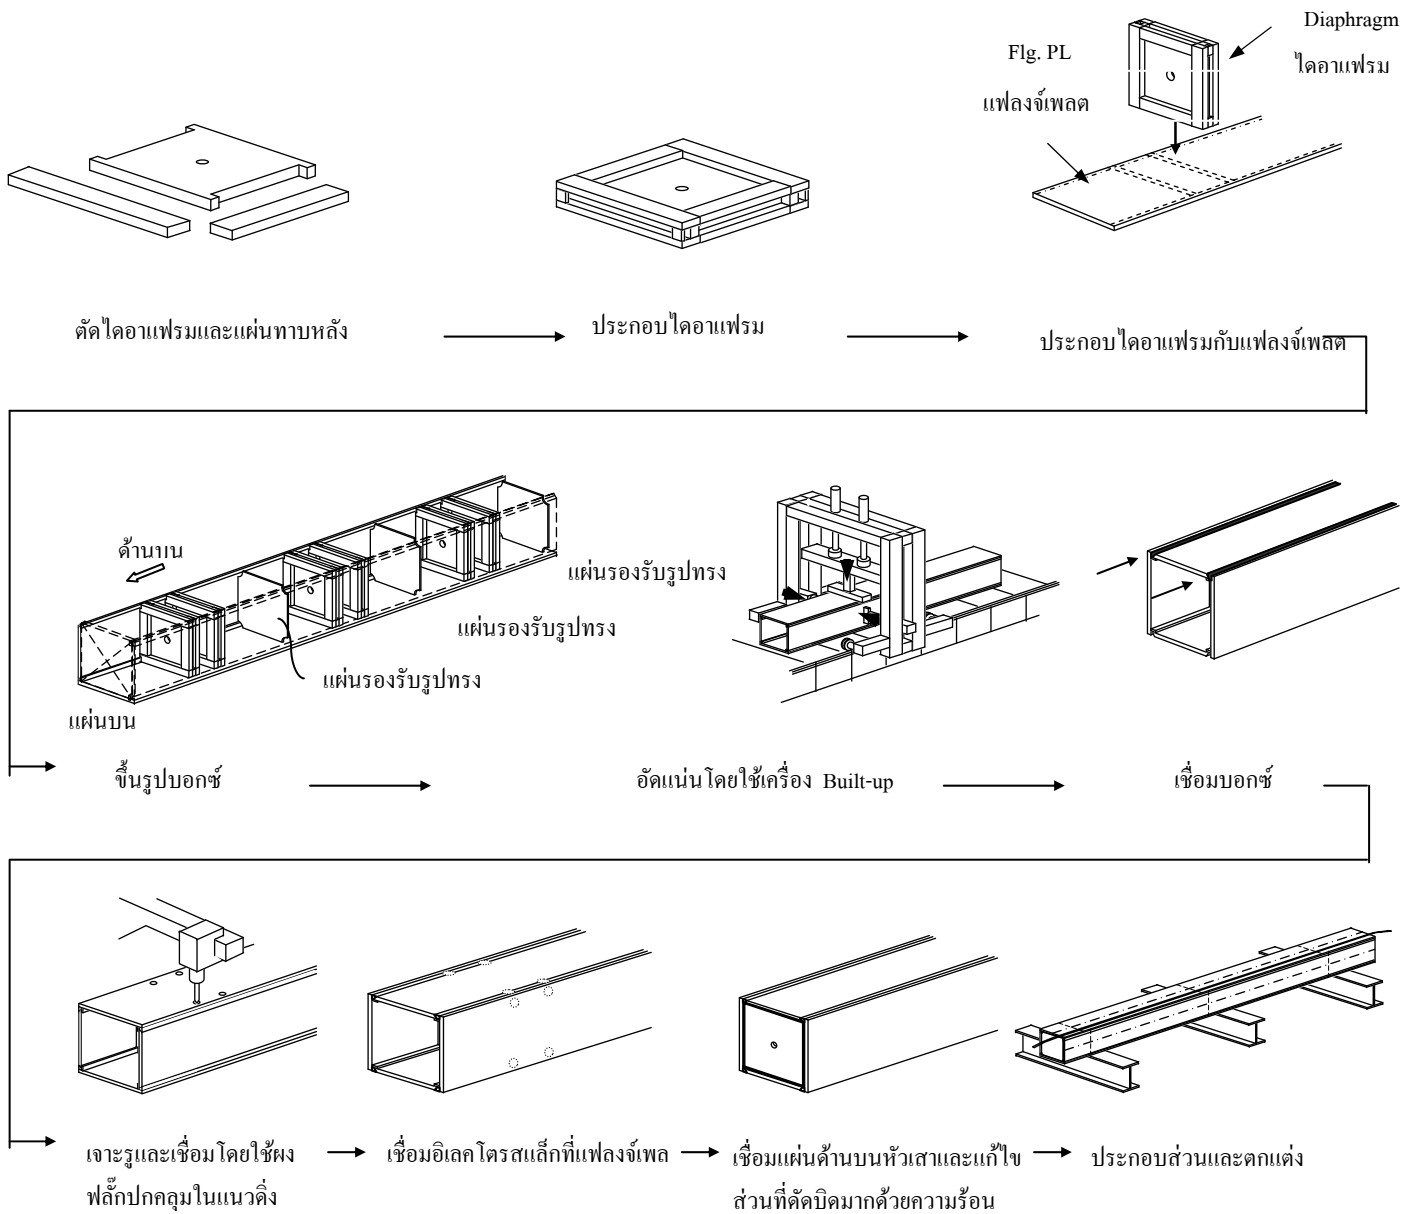 Diaphragm
ไดอาแฟรม
Flg. PL
แฟลงจ์เพลต
ตัดไดอาแฟรมและแผ่นทาบหลัง
ประกอบไดอาแฟรม
ประกอบไดอาแฟรมกับแฟลงจ์เพลต
ด้านบน
แผ่นรองรับรูปทรง
แผ่นรองรับรูปทรง
แผ่นรองรับรูปทรง
แผ่นบน
ขึ้นรูปบอกซ์
อัดแน่นโดยใช้เครื่อง Built-up
เชื่อมบอกซ์
เจาะรูและเชื่อมโดยใช้ผง
ฟลั๊กปกคลุมในแนวดิ่ง
เชื่อมอิเลคโตรสแล็กที่แฟลงจ์เพล
เชื่อมแผ่นด้านบนหัวเสาและแก้ไข
ส่วนที่ดัดบิดมากด้วยความร้อน
ประกอบส่วนและตกแต่ง